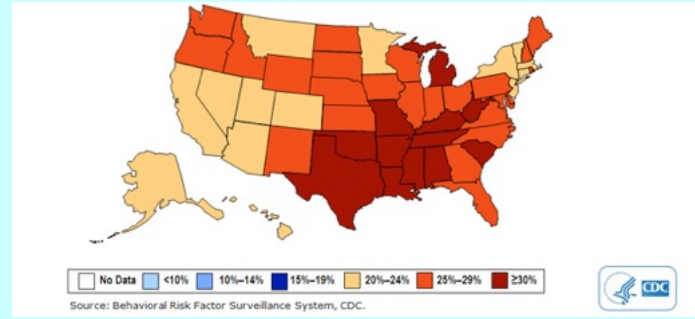 No Data <10% 10%–14% 15%–19% 20%–24% 25%–29% ≥30%
Source: Behavioral Risk Factor Surveillance System, CDC.
CDC